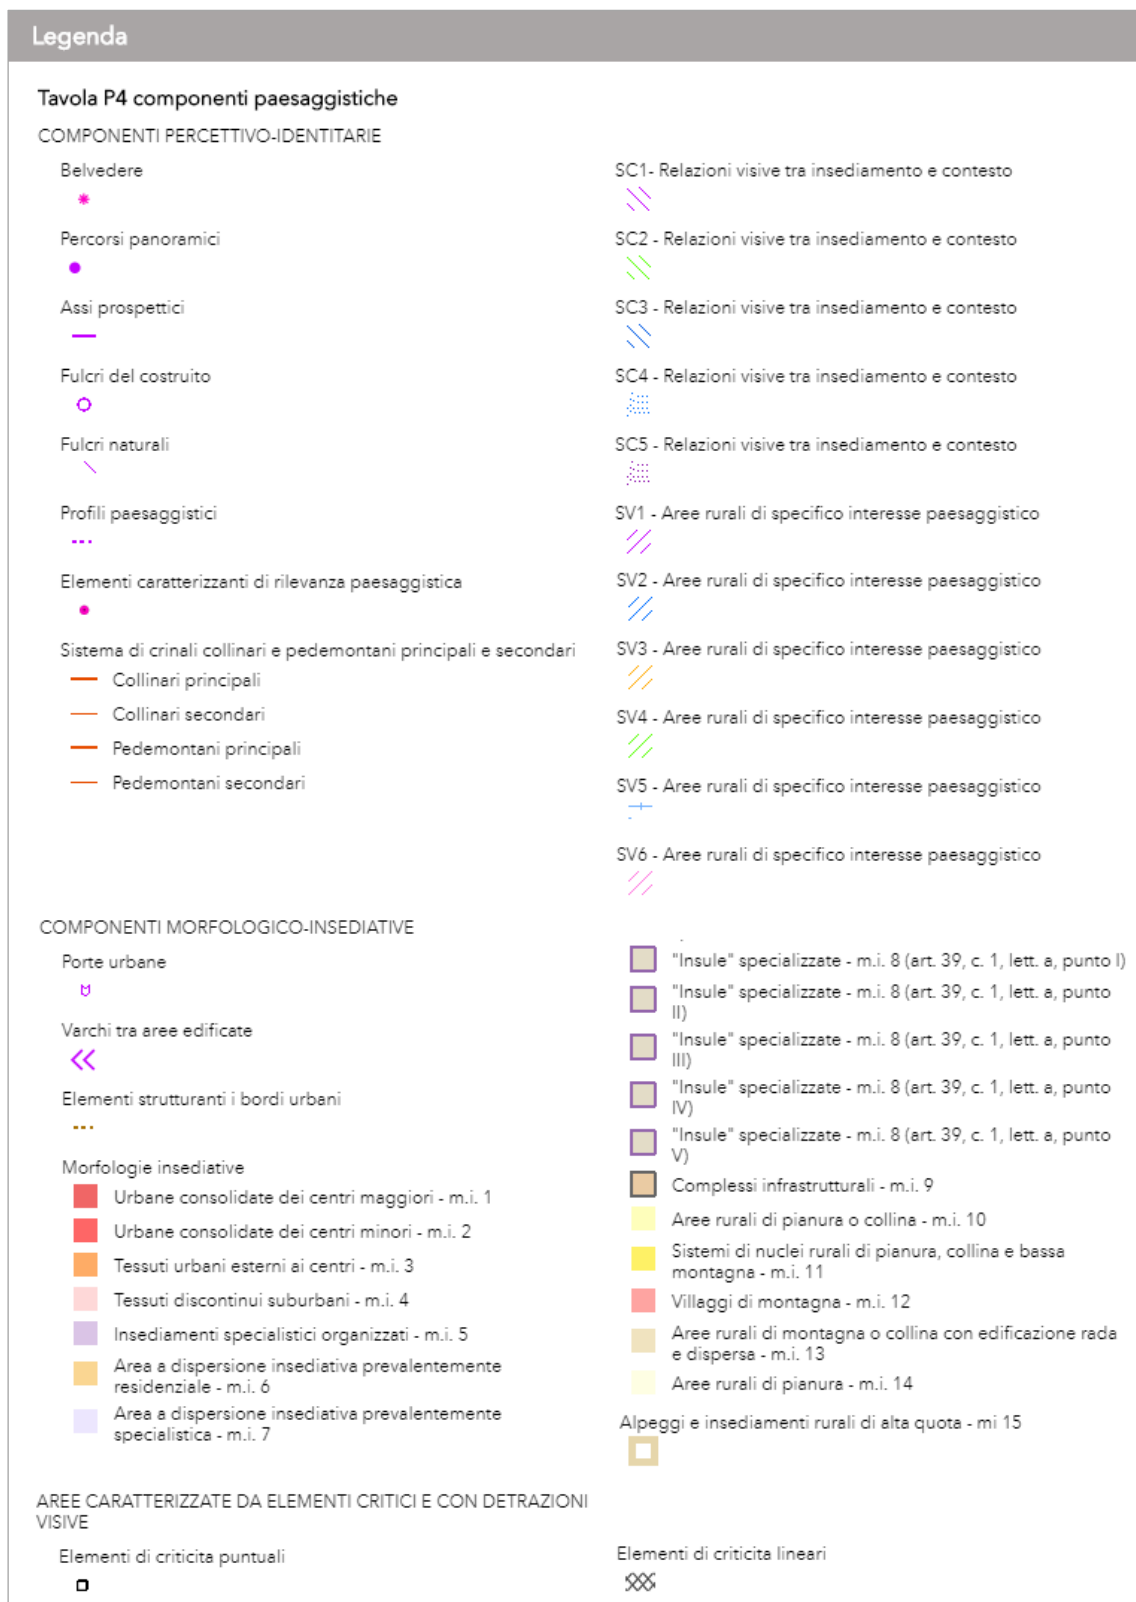 Legenda
Tavola P4 componenti paesaggistiche
COMPONENTI PERCETTIVO-IDENTITARIE
Belvedere
Percorsi panoramici
Assi prospettici
Fulcri del costruito
Fulcri naturali
Profili paesaggistici
Elementi caratterizzanti di rilevanza paesaggistica
Sistema di crinali collinari e pedemontani principali e secondari
Collinari principali
Collinari secondari
Pedemontani principali
Pedemontani secondari
SC1- Relazioni visive tra insediamento e contesto
SC2 - Relazioni visive tra insediamento e contesto
SC3 - Relazioni visive tra insediamento e contesto
SC4 - Relazioni visive tra insediamento e contesto
SC5 - Relazioni visive tra insediamento e contesto
SV1 - Aree rurali di specifico interesse paesaggistico
SV2 - Aree rurali di specifico interesse paesaggistico
SV3 - Aree rurali di specifico interesse paesaggistico
SV4 - Aree rurali di specifico interesse paesaggistico
SV5 - Aree rurali di specifico interesse paesaggistico
SV6 - Aree rurali di specifico interesse paesaggistico
COMPONENTI MORFOLOGICO-INSEDIATIVE
Porte urbane
Varchi tra aree edificate
Elementi strutturanti i bordi urbani
Morfologie insediative
Urbane consolidate dei centri maggiori - m.i. 1
Urbane consolidate dei centri minori - m.i. 2
Tessuti urbani esterni ai centri - m.i. 3
Tessuti discontinui suburbani - m.i. 4
Insediamenti specialistici organizzati - m.i. 5
Area a dispersione insediativa prevalentemente
residenziale - m.i. 6
Area a dispersione insediativa prevalentemente
specialistica - m.i. 7
"Insule" specializzate - m.i. 8 (art. 39, c. 1, lett. a, punto I)
"Insule" specializzate - m.i. 8 (art. 39, c. 1, lett. a, punto
II)
"Insule" specializzate - m.i. 8 (art. 39, c. 1, lett. a, punto
III)
"Insule" specializzate - m.i. 8 (art. 39, c. 1, lett. a, punto
IV)
"Insule" specializzate - m.i. 8 (art. 39, c. 1, lett. a, punto
V)
Complessi infrastrutturali - m.i. 9
Aree rurali di pianura o collina - m.i. 10
Sistemi di nuclei rurali di pianura, collina e bassa
montagna - m.i. 11
Villaggi di montagna - m.i. 12
Aree rurali di montagna o collina con edificazione rada
e dispersa - m.i. 13
Aree rurali di pianura - m.i. 14
Alpeggi e insediamenti rurali di alta quota - mi 15
AREE CARATTERIZZATE DA ELEMENTI CRITICI E CON DETRAZIONI
VISIVE
Elementi di criticita puntuali
Elementi di criticita lineari